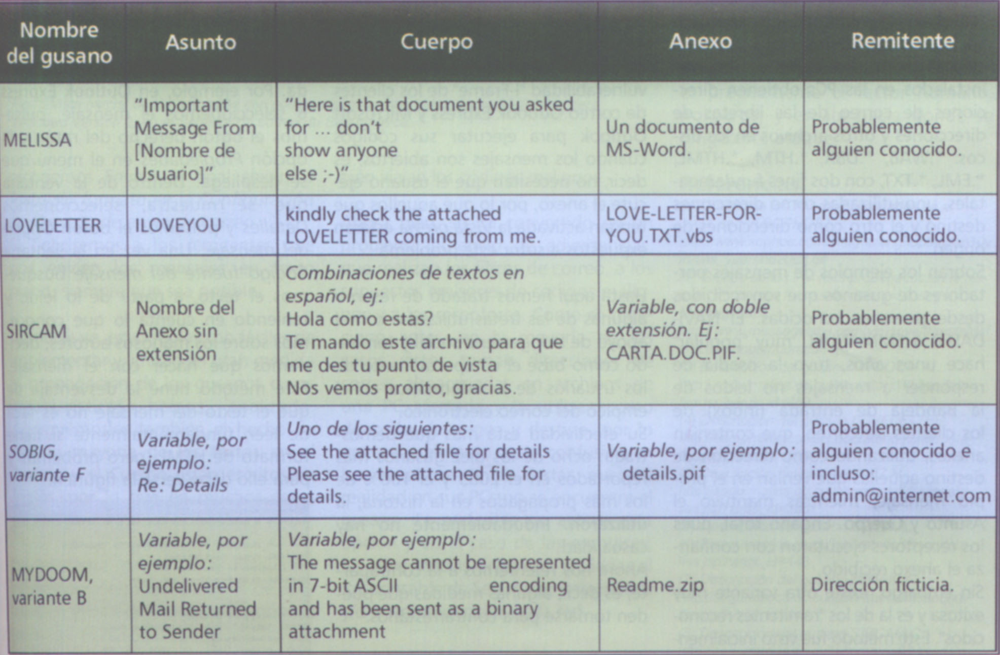 Nombre
del gusano
Asunto
Cuerpo
Anexo
Remitente
MELISSA
"Important
Message From
[Nombre de
Usuario]"
"Here is that document you asked
for ... don't
show anyone
else ;-)"
Un documento de
MS-Word.
Probablemente
alguien conocido.
LOVELETTER
ILOVEYOU
kindly check the attached
LOVELETTER coming from me.
LOVE-LETTER-FOR-
YOU.TXT.vbs
Probablemente
alguien conocido.
SIRCAM
Nombre del
Anexo sin
extensión
Combinaciones de textos en
español, ej:
Hola como estas?
Te mando este archivo para que
me des tu punto de vista
Nos vemos pronto, gracias.
Variable, con doble
extensión. Ej:
CARTA.DOC.PIF.
Probablemente
alguien conocido.
SOBIG,
variante F
Variable, por
ejemplo:
Re: Details
Uno de los siguientes:
See the attached file for details
Please see the attached file for
details.
Variable, por ejemplo:
details.pif
Probablemente
alguien conocido e
incluso:
admin@internet.com
MYDOOM,
variante B
Variable, por
ejemplo:
Undelivered
Mail Returned
to Sender
Variable, por ejemplo:
The message cannot be represented
in 7-bit ASCII encoding
and has been sent as a binary
attachment
Readme.zip
Dirección ficticia.